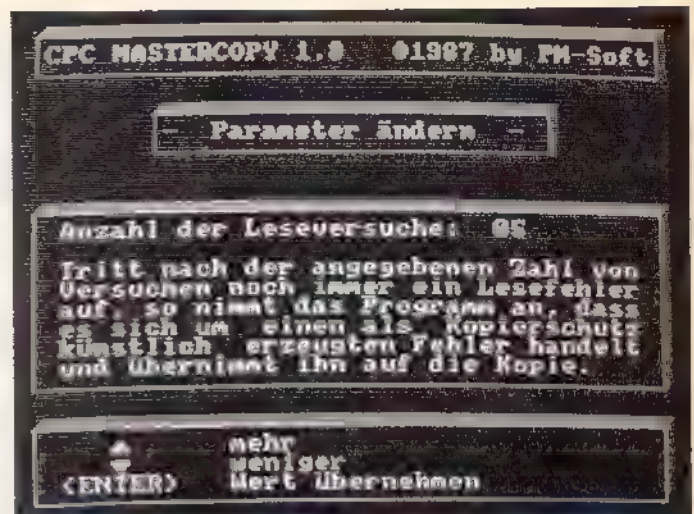 CPC MASTERCOPY 1.0 ©1987 by PM-Soft
- Parameter ändern -
Anzahl der Leseversuche: 05
Tritt nach der angegebenen Zahl von
Versuchen noch immer ein Lesefehler
auf, so nimmt das Programm an, dass
es sich um einen als Kopierschutz
künstlich erzeugten Fehler handelt
und übernimmt ihn auf die Kopie.
mehr
weniger
<ENTER> Wert übernehmen